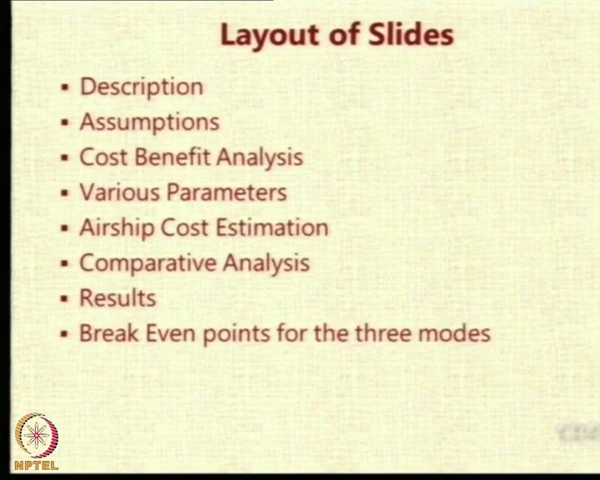 Layout of Slides
▪ Description
▪ Assumptions
▪ Cost Benefit Analysis
▪ Various Parameters
▪ Airship Cost Estimation
▪ Comparative Analysis
▪ Results
▪ Break Even points for the three modes
NPTEL